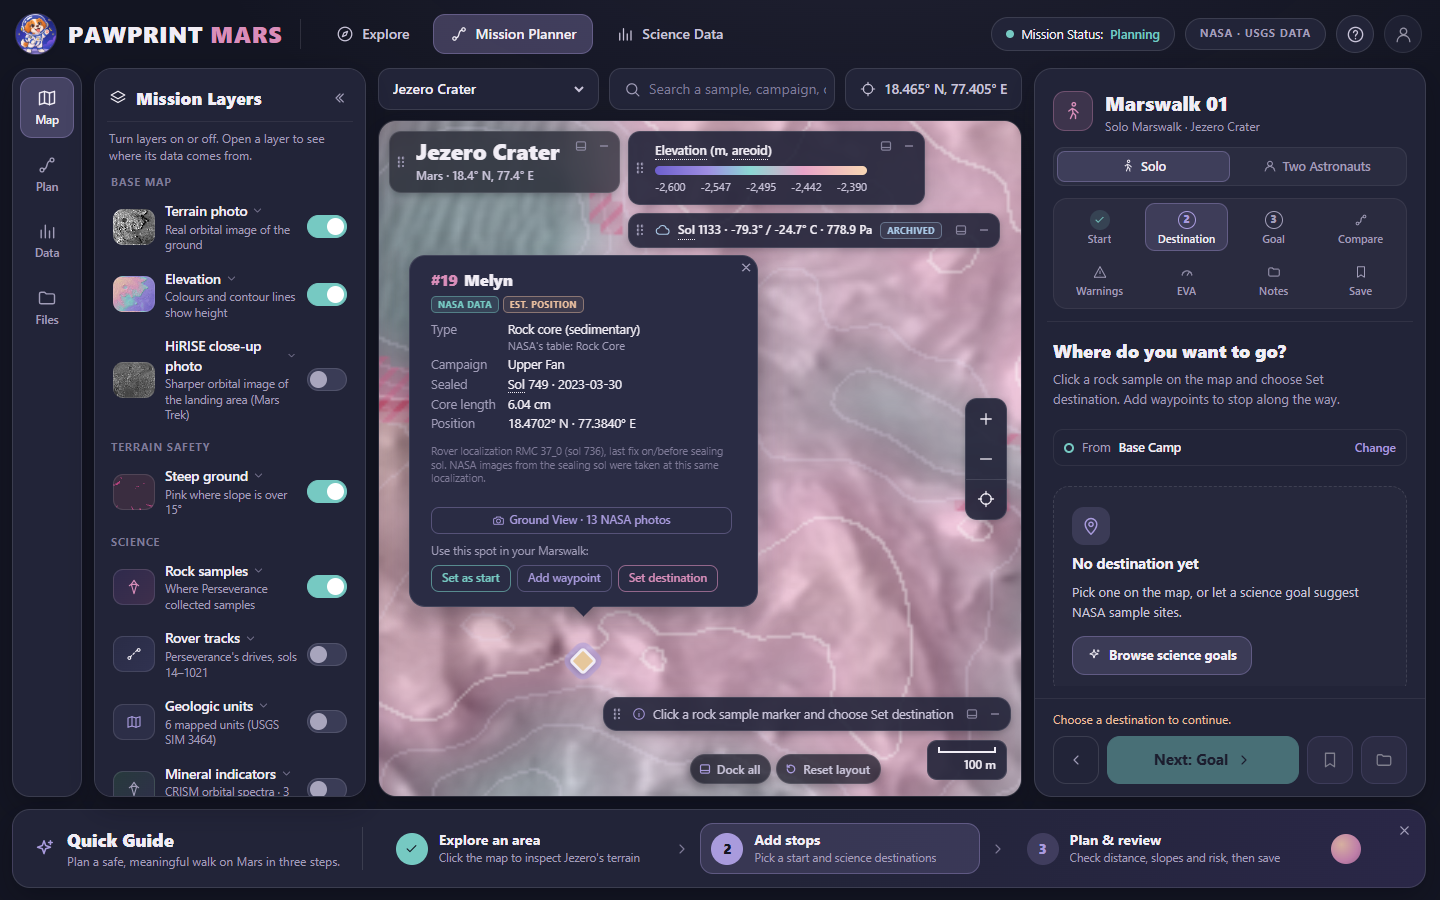 PAWPRINT MARS
Explore
Mission Planner
Science Data
Mission Status: Planning
NASA · USGS DATA
Map
Plan
Data
Files
Mission Layers
Turn layers on or off. Open a layer to see
where its data comes from.
BASE MAP
Terrain photo
Real orbital image of the
ground
Elevation
Colours and contour lines
show height
HiRISE close-up
photo
Sharper orbital image of
the landing area (Mars
Trek)
TERRAIN SAFETY
Steep ground
Pink where slope is over
15°
SCIENCE
Rock samples
Where Perseverance
collected samples
Rover tracks
Perseverance's drives, sols
14–1021
Geologic units
6 mapped units (USGS
SIM 3464)
Mineral indicators
CRISM orbital spectra · 3
Jezero Crater
Search a sample, campaign, c
18.465° N, 77.405° E
Jezero Crater
Mars · 18.4° N, 77.4° E
Elevation (m, areoid)
-2,600 -2,547 -2,495 -2,442 -2,390
Sol 1133 · -79.3° / -24.7° C · 778.9 Pa ARCHIVED
#19 Melyn
NASA DATA EST. POSITION
Type Rock core (sedimentary)
NASA's table: Rock Core
Campaign Upper Fan
Sealed Sol 749 · 2023-03-30
Core length 6.04 cm
Position 18.4702° N · 77.3840° E
Rover localization RMC 37_0 (sol 736), last fix on/before sealing
sol. NASA images from the sealing sol were taken at this same
localization.
Ground View · 13 NASA photos
Use this spot in your Marswalk:
Set as start Add waypoint Set destination
Click a rock sample marker and choose Set destination
Dock all
Reset layout
100 m
Marswalk 01
Solo Marswalk · Jezero Crater
Solo Two Astronauts
Start
2
Destination
3
Goal
Compare
Warnings
EVA
Notes
Save
Where do you want to go?
Click a rock sample on the map and choose Set
destination. Add waypoints to stop along the way.
From Base Camp Change
No destination yet
Pick one on the map, or let a science goal suggest
NASA sample sites.
Browse science goals
Choose a destination to continue.
Next: Goal
Quick Guide
Plan a safe, meaningful walk on Mars in three steps.
Explore an area
Click the map to inspect Jezero's terrain
2
Add stops
Pick a start and science destinations
3
Plan & review
Check distance, slopes and risk, then save